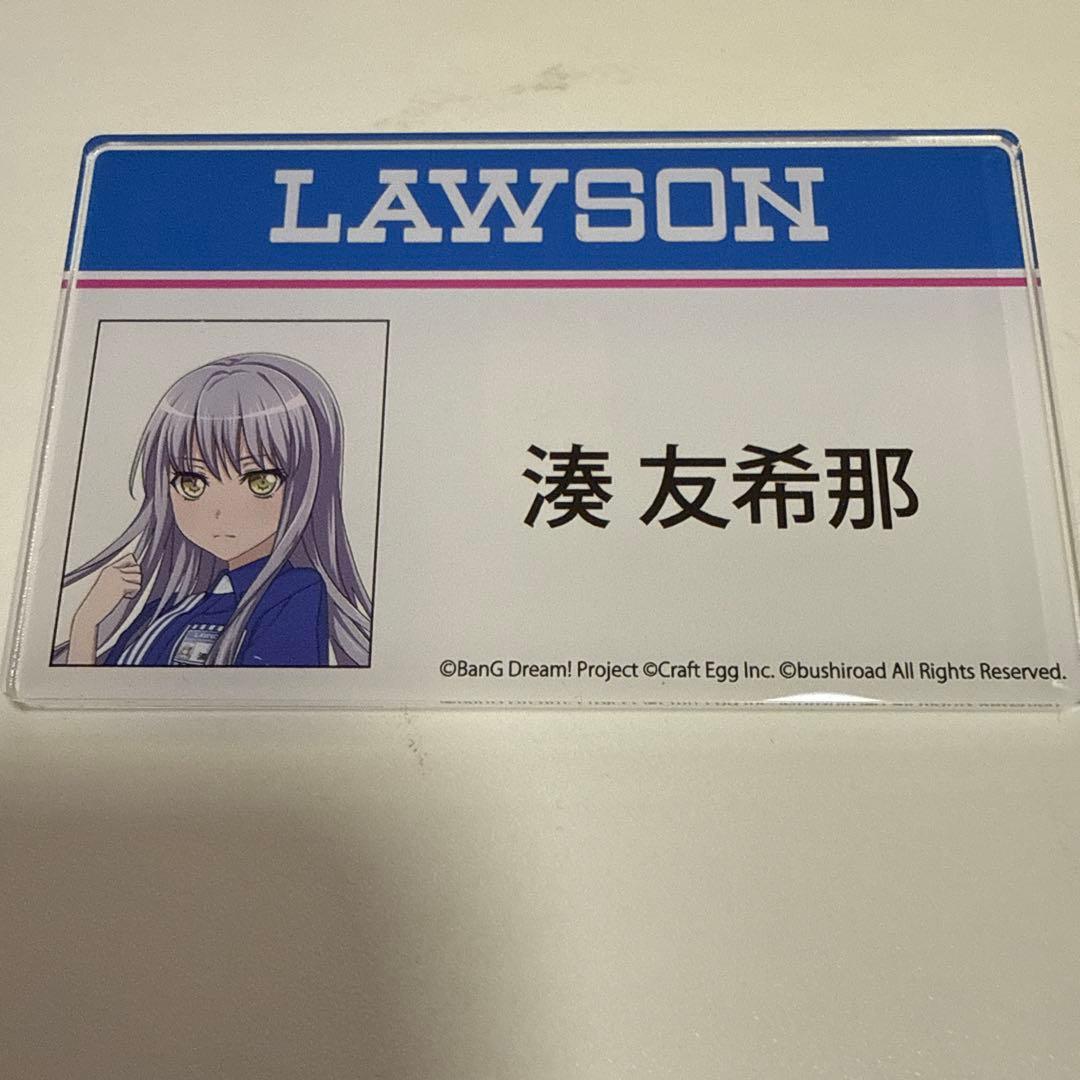 LAWSON
湊 友希那
©BanG Dream! Project ©Craft Egg Inc. ©bushiroad All Rights Reserved.